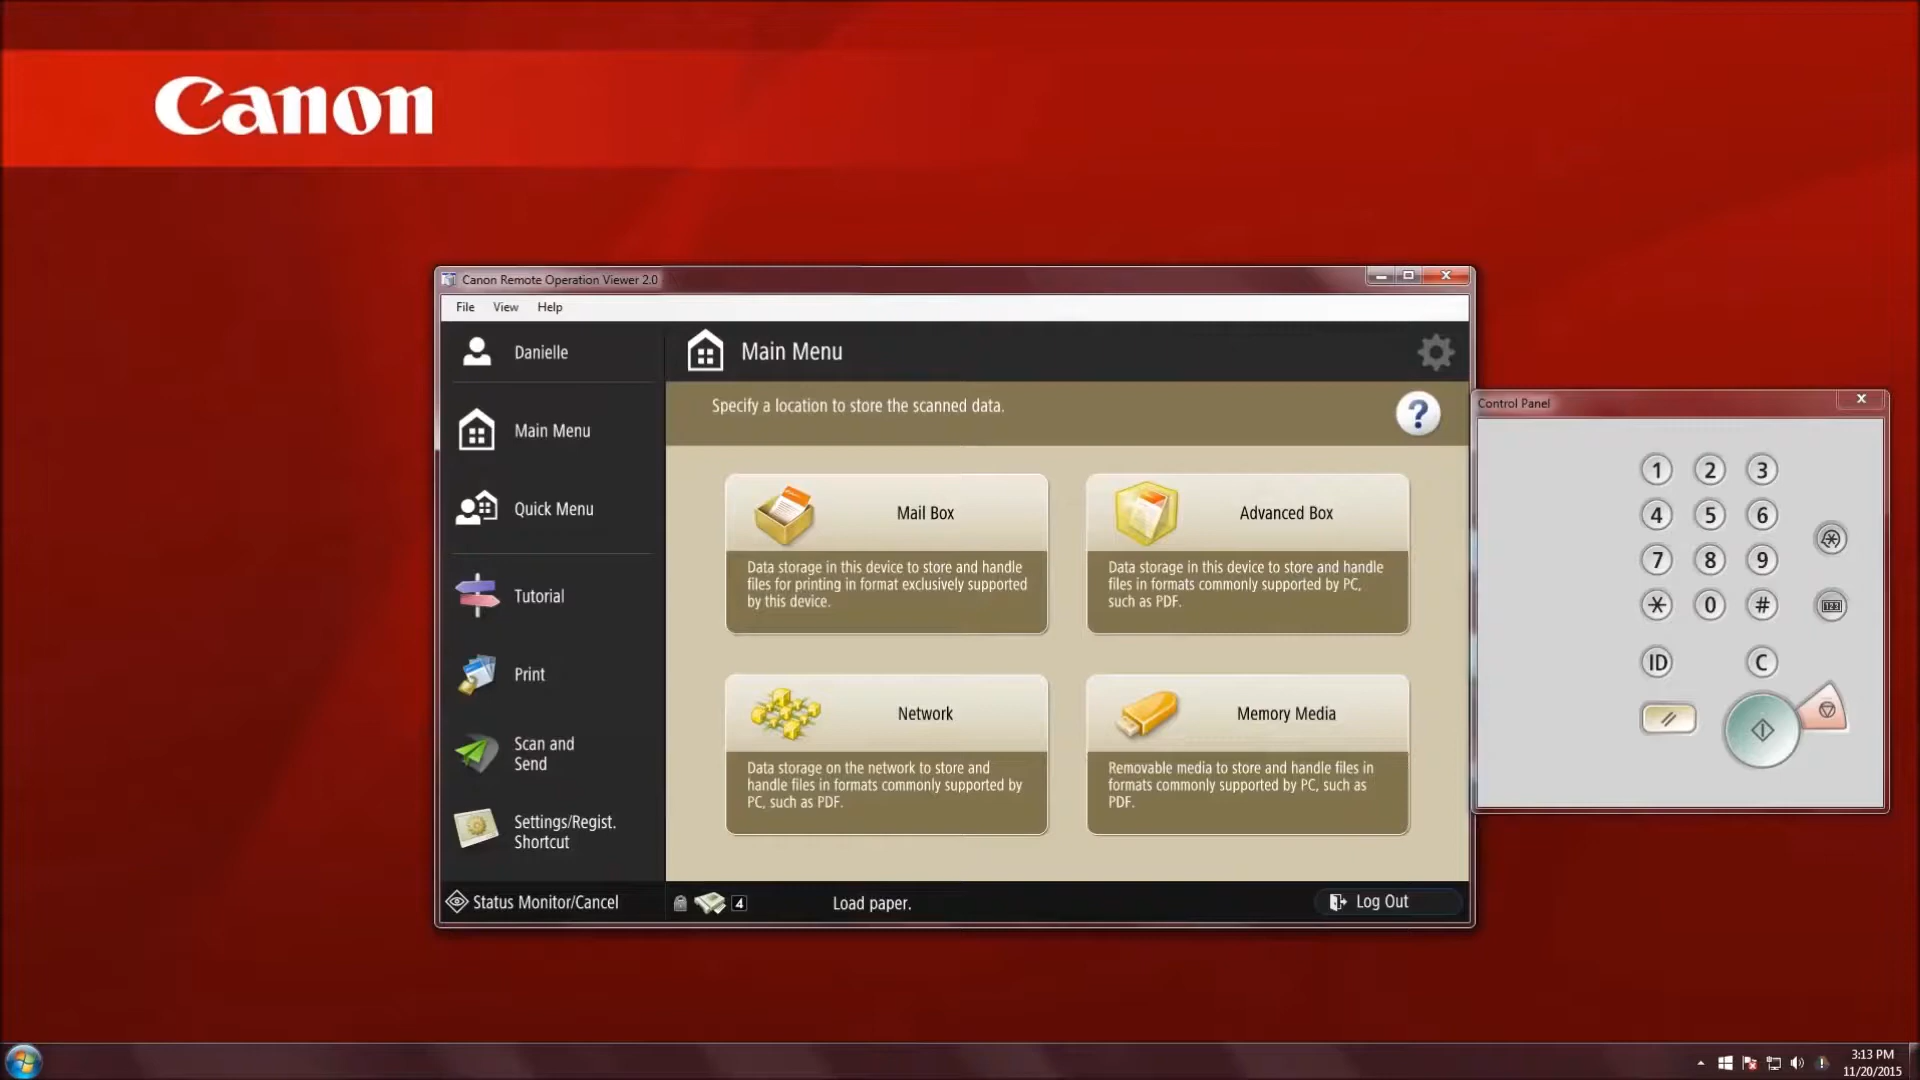 Canon
Canon Remote Operation Viewer 2.0
File View Help
Danielle
Main Menu
Quick Menu
Tutorial
Print
Scan and
Send
Settings/Regist.
Shortcut
Main Menu
Specify a location to store the scanned data.
?
Mail Box
Data storage in this device to store and handle
files for printing in format exclusively supported
by this device.
Advanced Box
Data storage in this device to store and handle
files in formats commonly supported by PC,
such as PDF.
Network
Data storage on the network to store and
handle files in formats commonly supported by
PC, such as PDF.
Memory Media
Removable media to store and handle files in
formats commonly supported by PC, such as
PDF.
Status Monitor/Cancel
4
Load paper.
Log Out
Control Panel
1 2 3
4 5 6
7 8 9
* 0 #
123
ID C
3:13 PM
11/20/2015